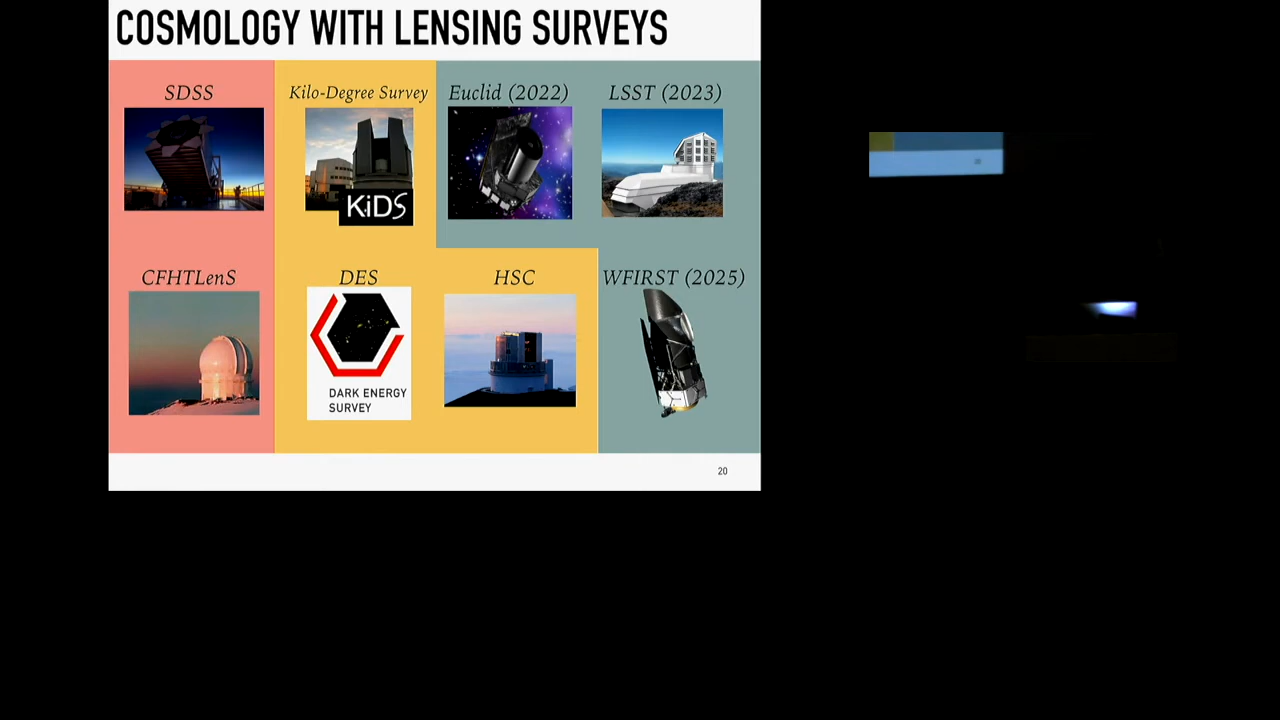 COSMOLOGY WITH LENSING SURVEYS
SDSS
Kilo-Degree Survey
Euclid (2022)
LSST (2023)
KiDS
CFHTLenS
DES
HSC
WFIRST (2025)
DARK ENERGY
SURVEY
20